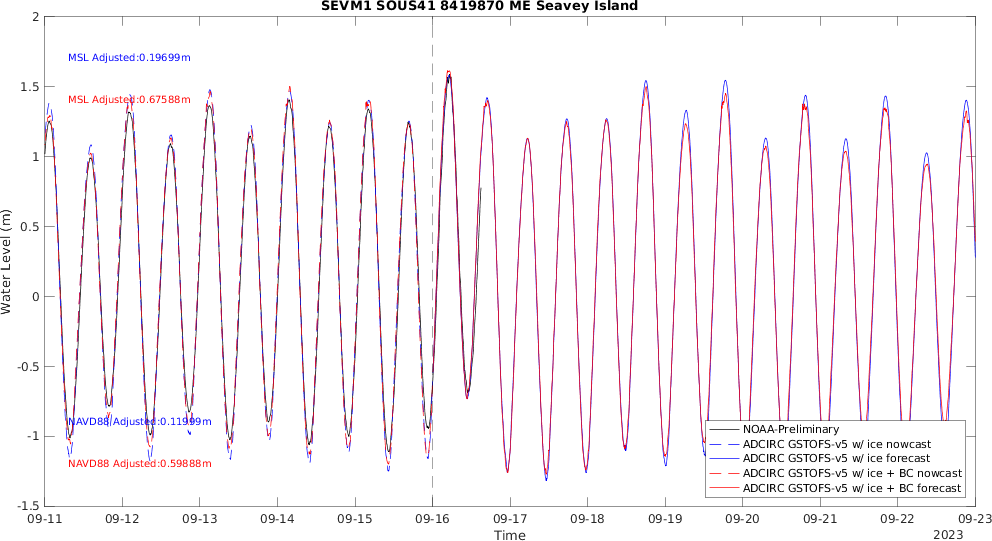 SEVM1 SOUS41 8419870 ME Seavey Island
2
MSL Adjusted:0.19699m
1.5
MSL Adjusted:0.67588m
1
0.5
Water Level (m)
0
-0.5
NAVD88 Adjusted:0.11999m
-1
NOAA-Preliminary
ADCIRC GSTOFS-v5 w/ ice nowcast
ADCIRC GSTOFS-v5 w/ ice forecast
ADCIRC GSTOFS-v5 w/ ice + BC nowcast
ADCIRC GSTOFS-v5 w/ ice + BC forecast
NAVD88 Adjusted:0.59888m
-1.5
09-11 09-12 09-13 09-14 09-15 09-16 09-17 09-18 09-19 09-20 09-21 09-22 09-23
Time
2023